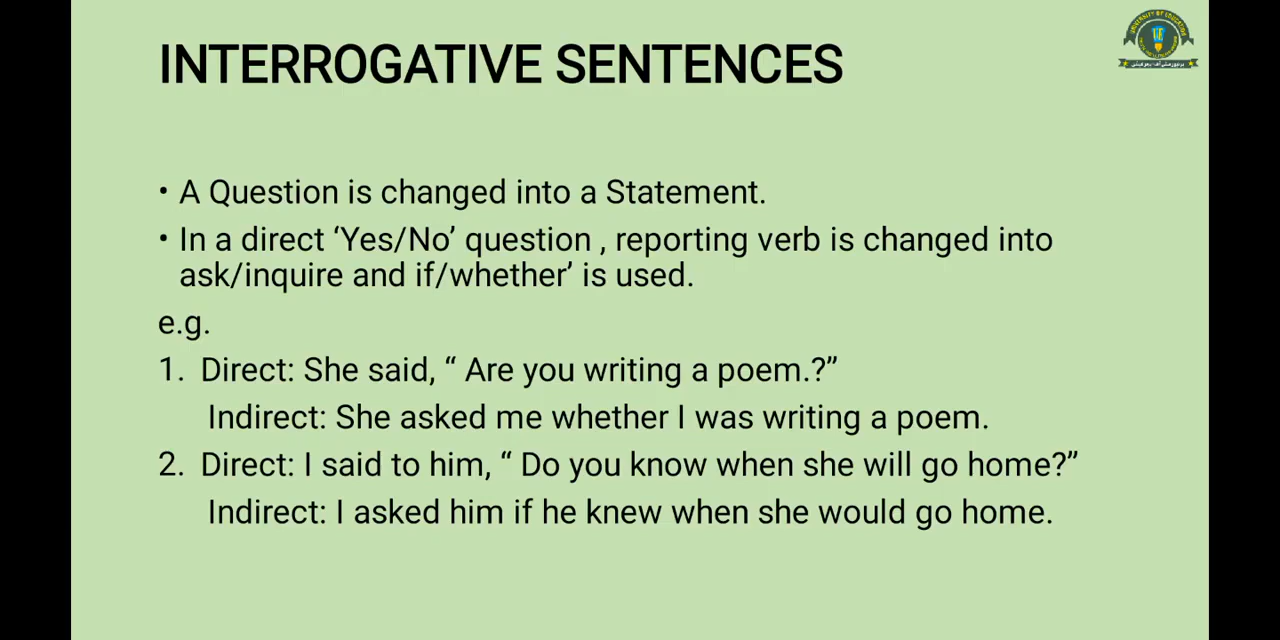 UNIVERSITY OF EDUCATION
INTERROGATIVE SENTENCES
• A Question is changed into a Statement.
• In a direct ‘Yes/No’ question , reporting verb is changed into
ask/inquire and if/whether’ is used.
e.g.
1. Direct: She said, “ Are you writing a poem.?”
Indirect: She asked me whether I was writing a poem.
2. Direct: I said to him, “ Do you know when she will go home?”
Indirect: I asked him if he knew when she would go home.